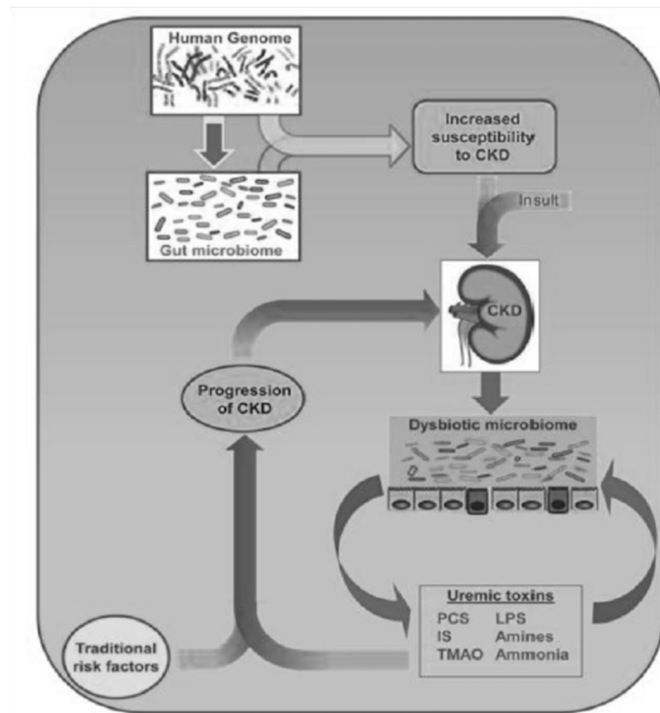 Human Genome
Increased
susceptibility
to CKD
Insult
Gut microbiome
CKD
Progression
of CKD
Dysbiotic microbiome
Uremic toxins
PCS LPS
IS Amines
TMAO Ammonia
Traditional
risk factors